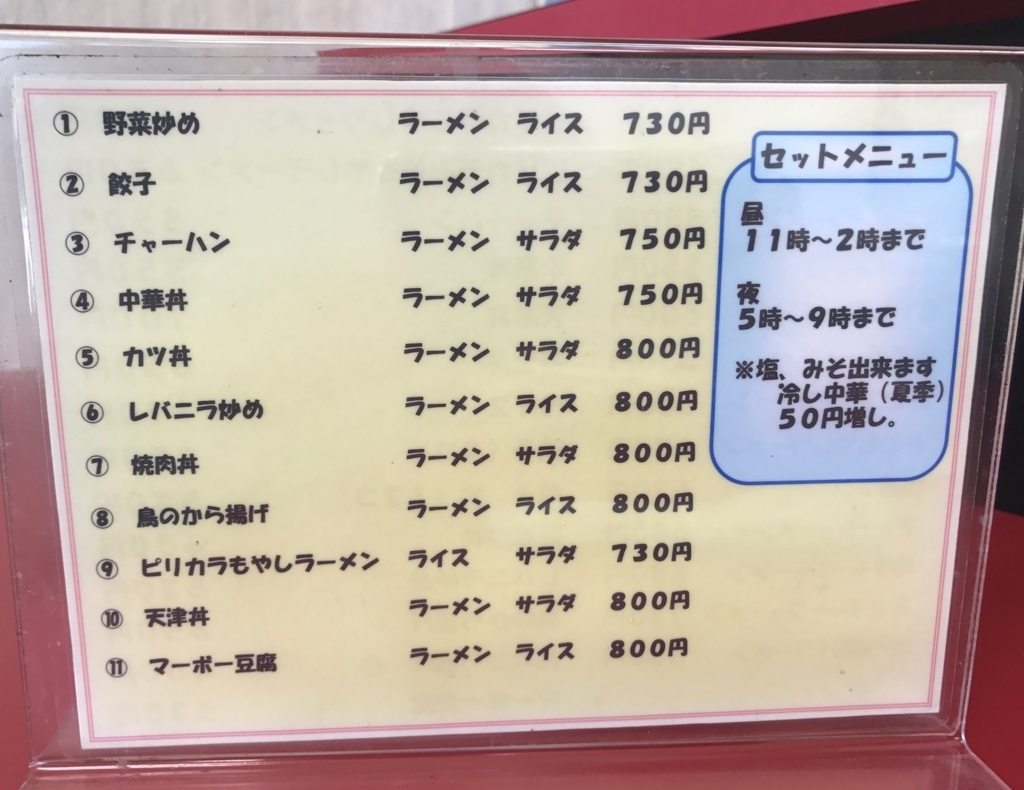 ① 野菜炒め ラーメン ライス 730円
② 餃子 ラーメン ライス 730円
③ チャーハン ラーメン サラダ 750円
④ 中華丼 ラーメン サラダ 750円
⑤ カツ丼 ラーメン サラダ 800円
⑥ レバニラ炒め ラーメン ライス 800円
⑦ 焼肉丼 ラーメン サラダ 800円
⑧ 鳥のから揚げ ラーメン ライス 800円
⑨ ピリカラもやしラーメン ライス サラダ 730円
⑩ 天津丼 ラーメン サラダ 800円
⑪ マーボー豆腐 ラーメン ライス 800円
セットメニュー
昼
11時～2時まで
夜
5時～9時まで
※塩、みそ出来ます
冷し中華（夏季）
50円増し。